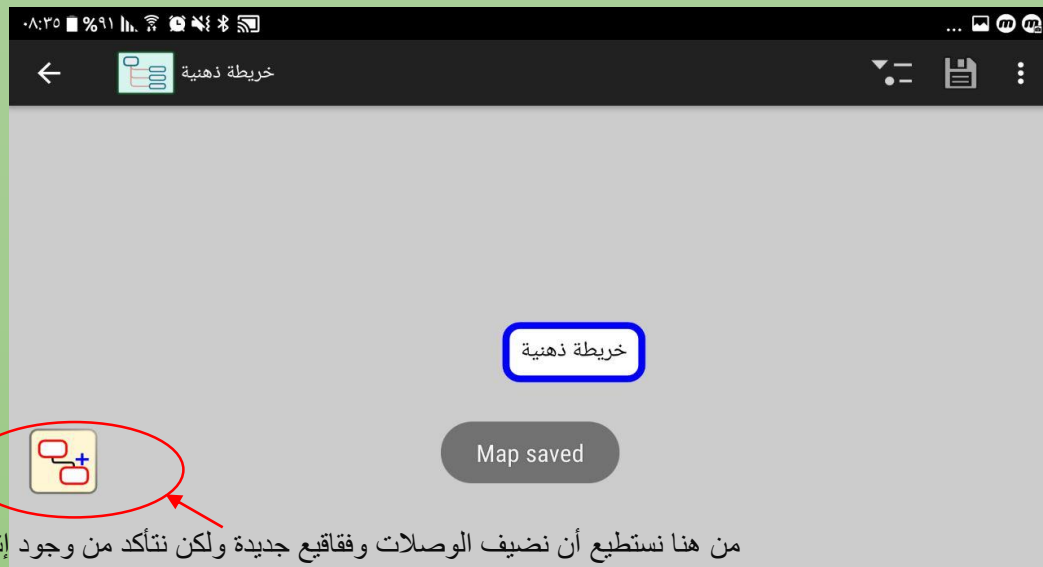 ٠٨:٣٥ %٩١
خريطة ذهنية
خريطة ذهنية
Map saved
من هنا نستطيع أن نضيف الوصلات وفقاقيع جديدة ولكن نتأكد من وجود